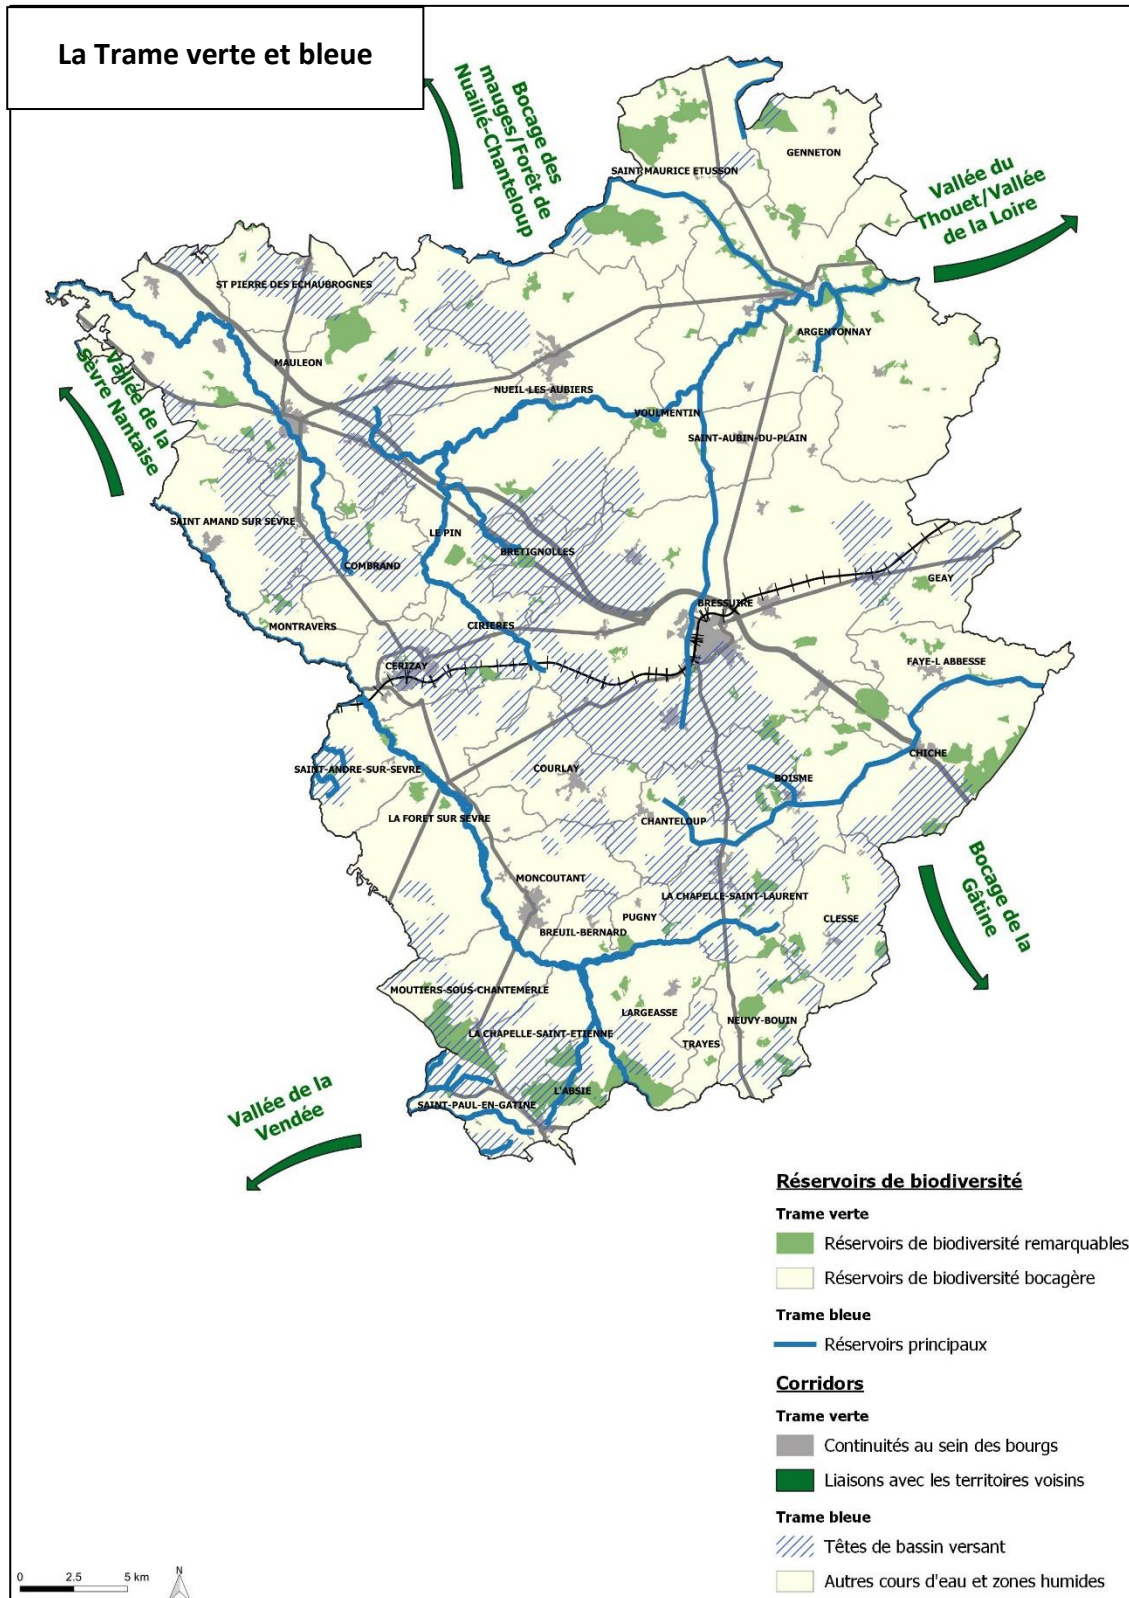 La Trame verte et bleue
Bocage des
mauges/Forêt de
Nuaillé-Chanteloup
GENNETON
SAINT MAURICE ETUSSON
Vallée du
Thouet/Vallée
de la Loire
ST PIERRE DES ECHAUBROGNES
ARGENTONNAY
MAULEON
Vallée de la
Sèvre Nantaise
NUEIL-LES-AUBIERS
VOULMENTIN
SAINT-AUBIN-DU-PLAIN
SAINT AMAND SUR SEVRE
LE PIN
BRETIGNOLLES
COMBRAND
GEAY
BRESSUIRE
MONTRAVERS
CIRIERES
CERIZAY
FAYE-L ABBESSE
CHICHE
SAINT-ANDRE-SUR-SEVRE
COURLAY
BOISME
LA FORET SUR SEVRE
CHANTELOUP
Bocage de la
Gâtine
MONCOUTANT
LA CHAPELLE-SAINT-LAURENT
PUGNY
CLESSE
BREUIL-BERNARD
MOUTIERS-SOUS-CHANTEMERLE
LARGEASSE
NEUVY-BOUIN
LA CHAPELLE-SAINT-ETIENNE
TRAYES
L'ABSIE
SAINT-PAUL-EN-GATINE
Vallée de la
Vendée
Réservoirs de biodiversité
Trame verte
Réservoirs de biodiversité remarquables
Réservoirs de biodiversité bocagère
Trame bleue
Réservoirs principaux
Corridors
Trame verte
Continuités au sein des bourgs
Liaisons avec les territoires voisins
Trame bleue
Têtes de bassin versant
Autres cours d'eau et zones humides
0 2.5 5 km
N